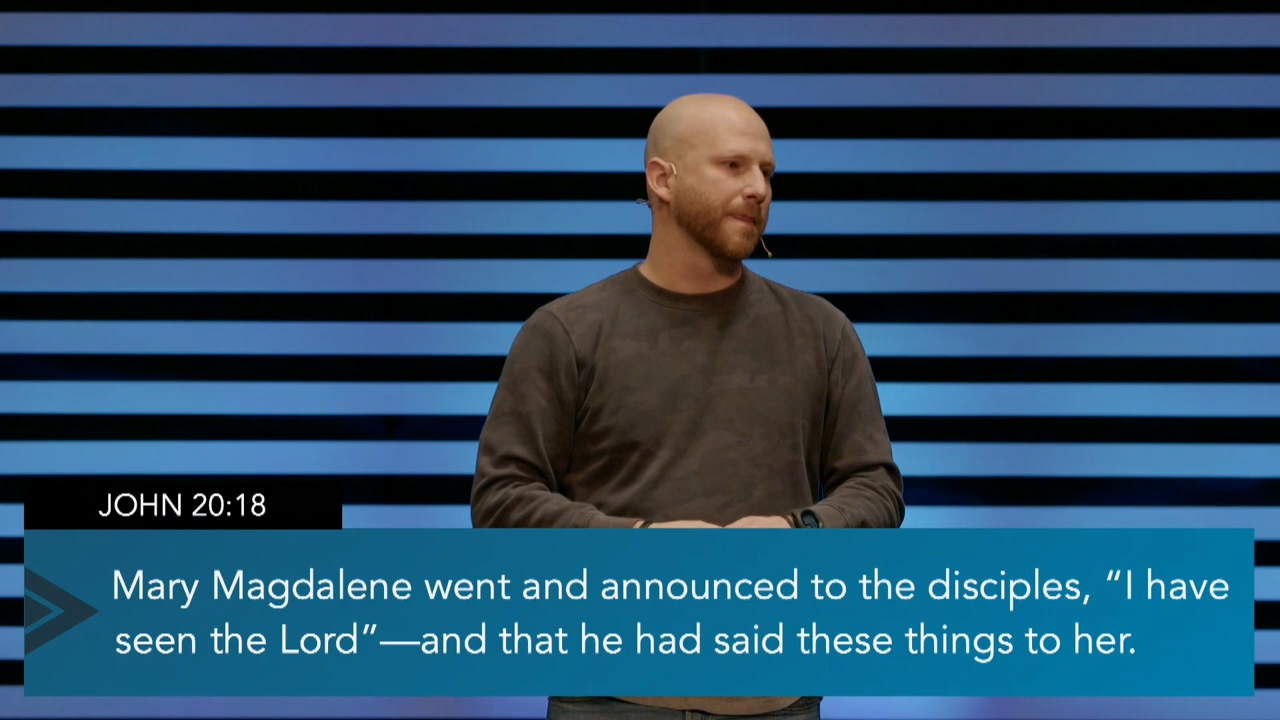 JOHN 20:18
Mary Magdalene went and announced to the disciples, “I have
seen the Lord”—and that he had said these things to her.